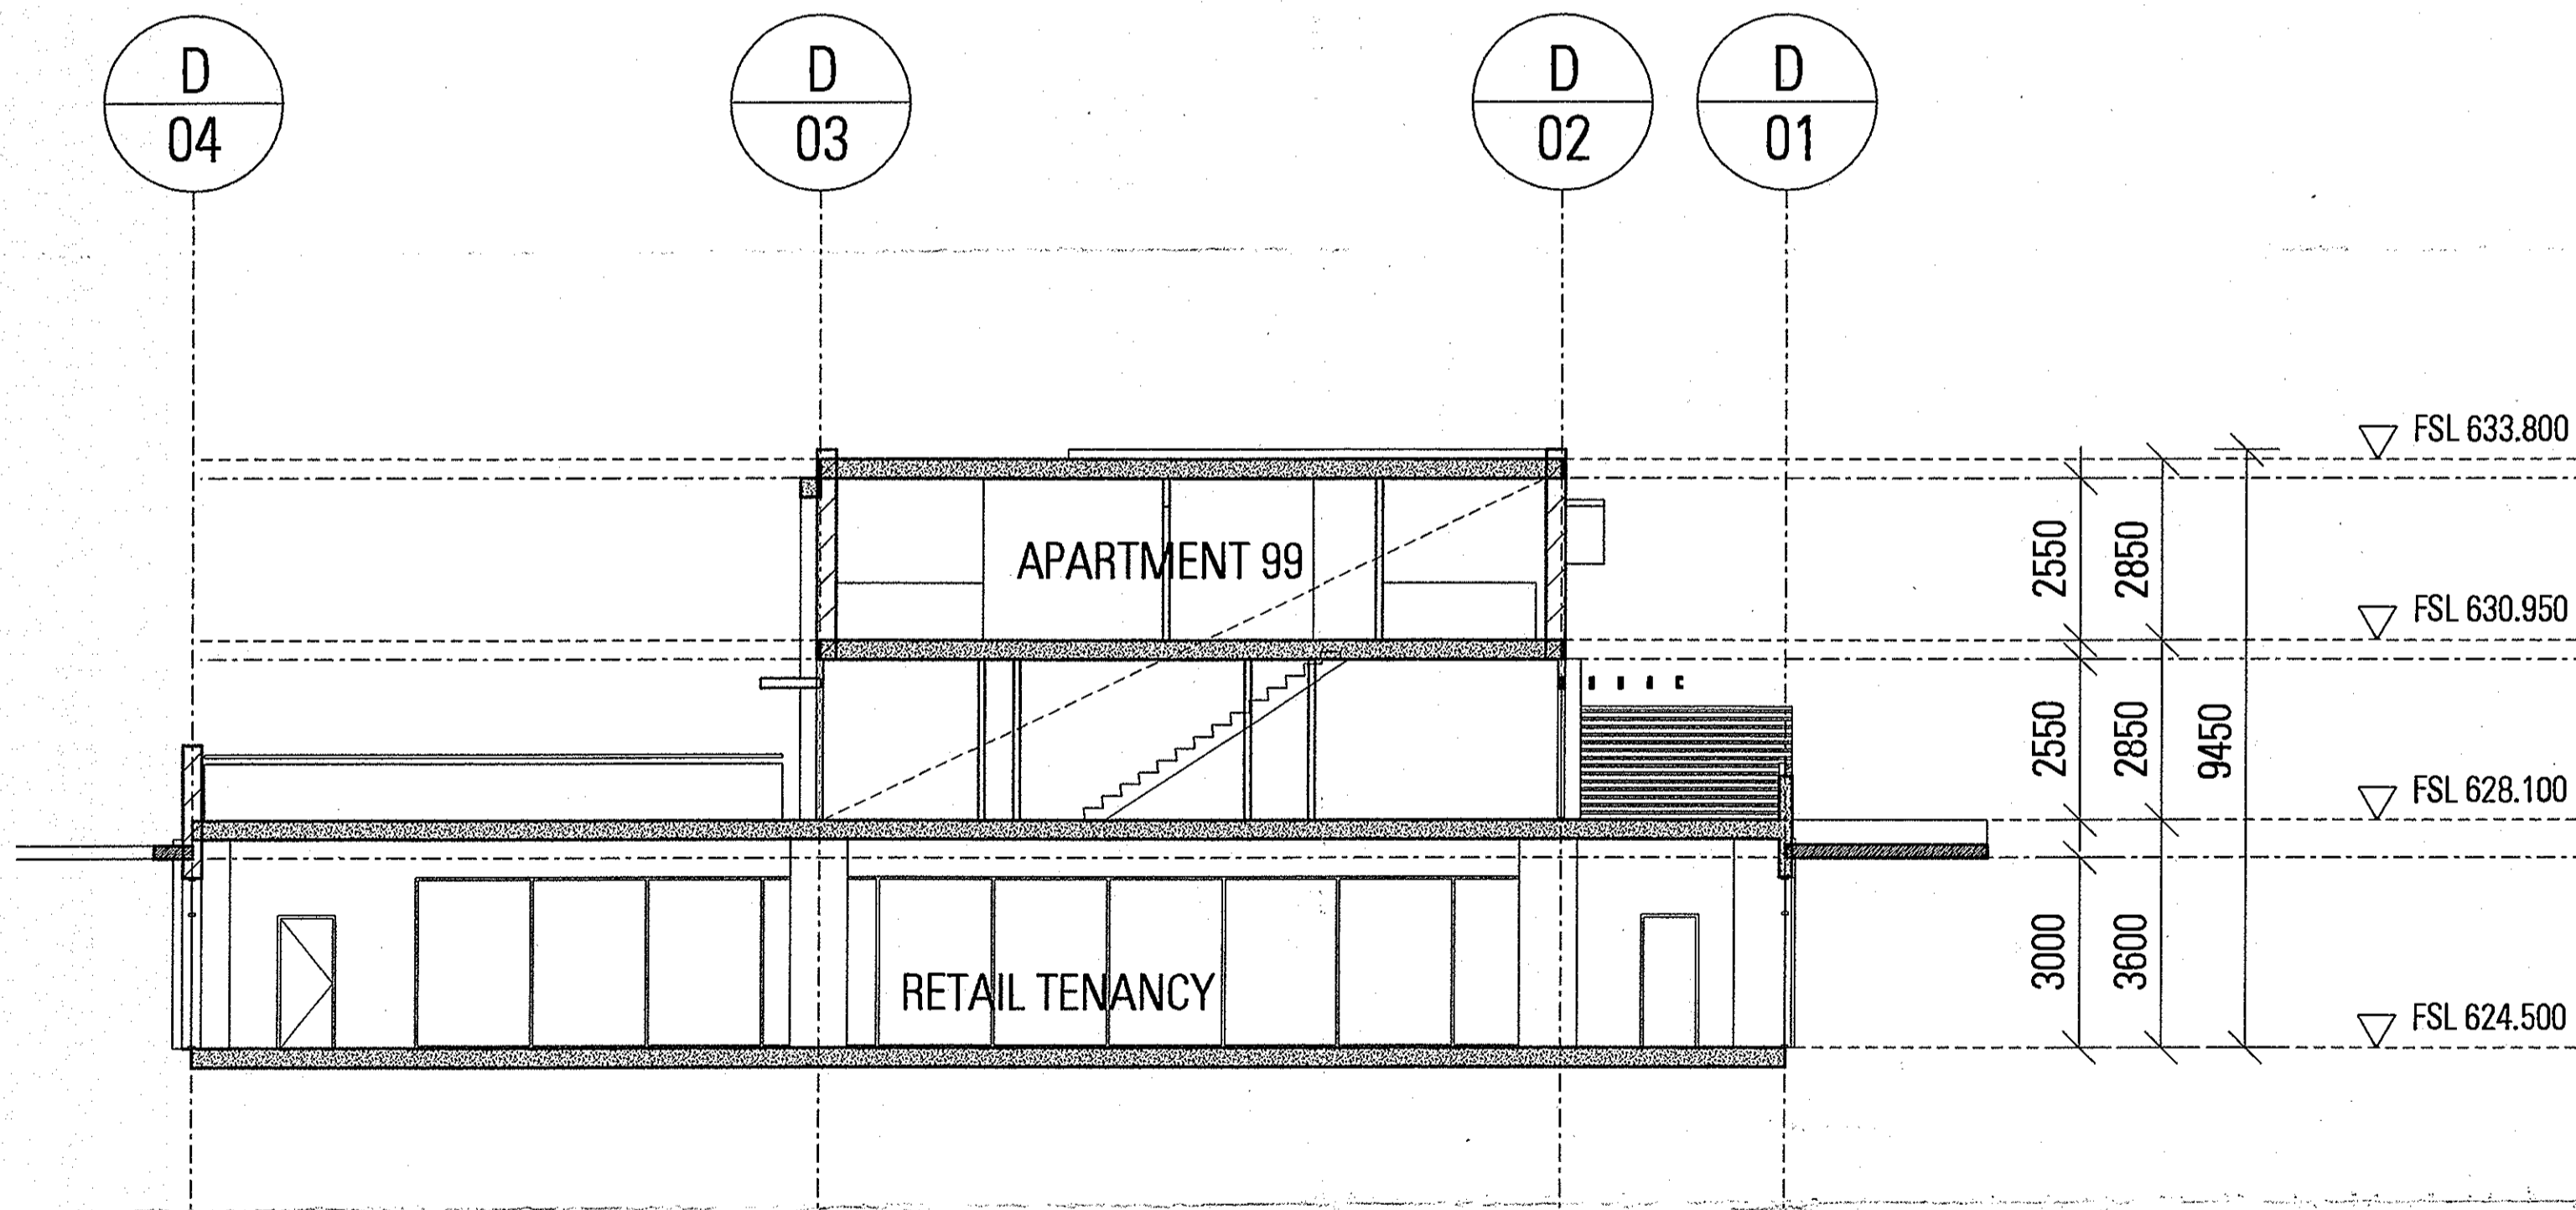 D
04
D
03
D
02
D
01
FSL 633.800
APARTMENT 99
2550
2850
FSL 630.950
2550
2850
9450
FSL 628.100
RETAIL TENANCY
3000
3600
FSL 624.500